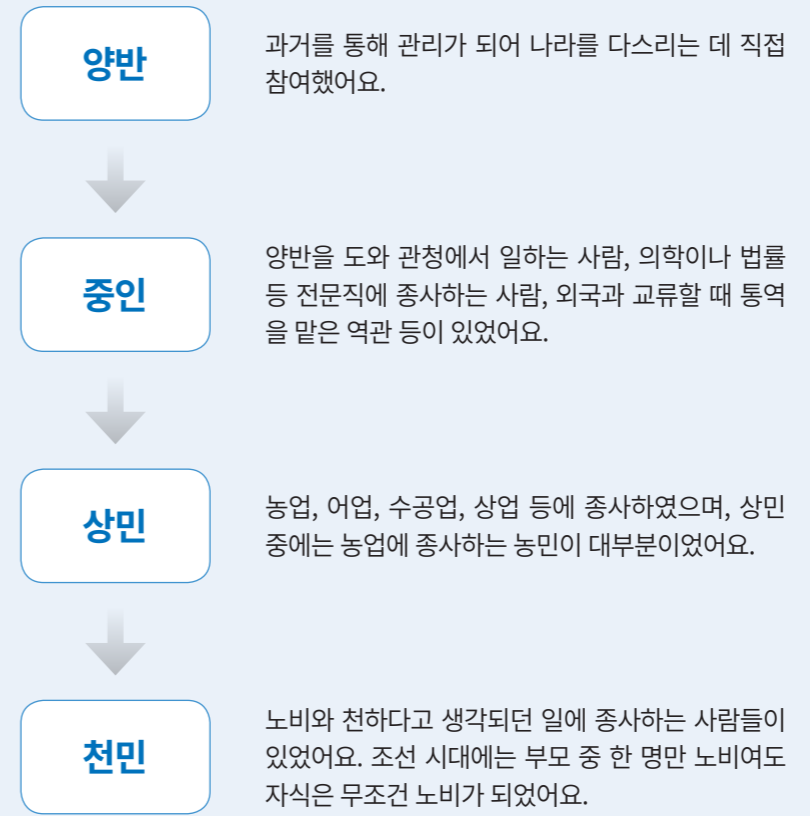 양반
과거를 통해 관리가 되어 나라를 다스리는 데 직접
참여했어요.
중인
양반을 도와 관청에서 일하는 사람, 의학이나 법률
등 전문직에 종사하는 사람, 외국과 교류할 때 통역
을 맡은 역관 등이 있었어요.
상민
농업, 어업, 수공업, 상업 등에 종사하였으며, 상민
중에는 농업에 종사하는 농민이 대부분이었어요.
천민
노비와 천하다고 생각되던 일에 종사하는 사람들이
있었어요. 조선 시대에는 부모 중 한 명만 노비여도
자식은 무조건 노비가 되었어요.